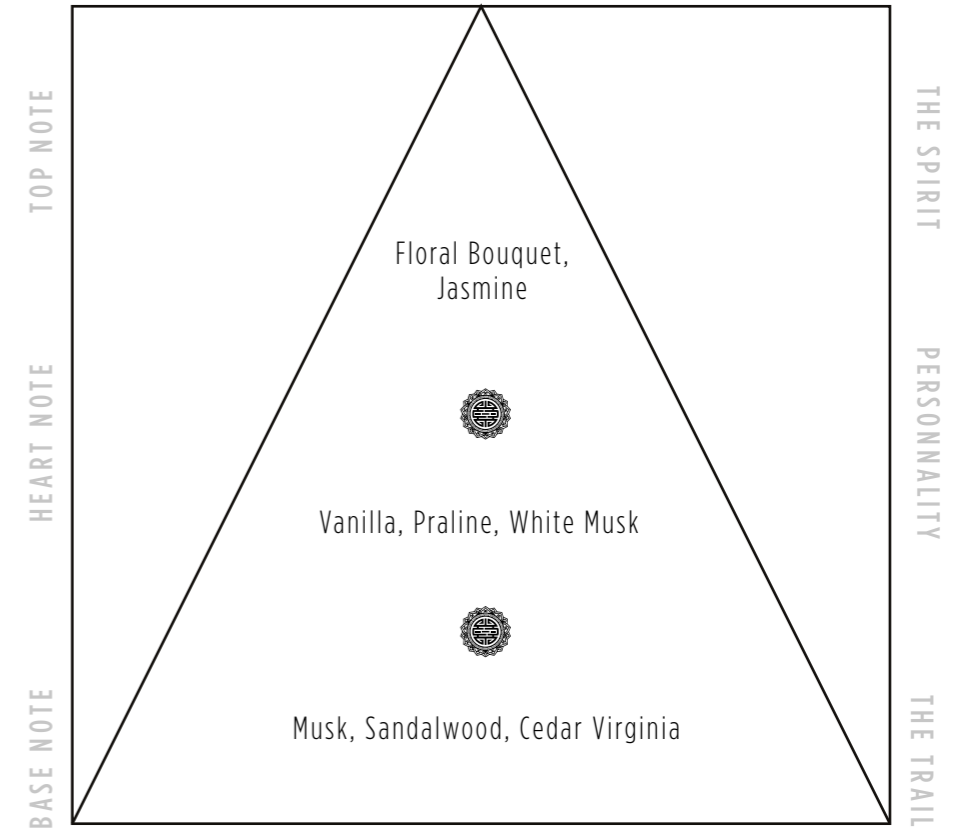 TOP NOTE
THE SPIRIT
Floral Bouquet,
Jasmine
HEART NOTE
PERSONNALITY
Vanilla, Praline, White Musk
BASE NOTE
THE TRAIL
Musk, Sandalwood, Cedar Virginia